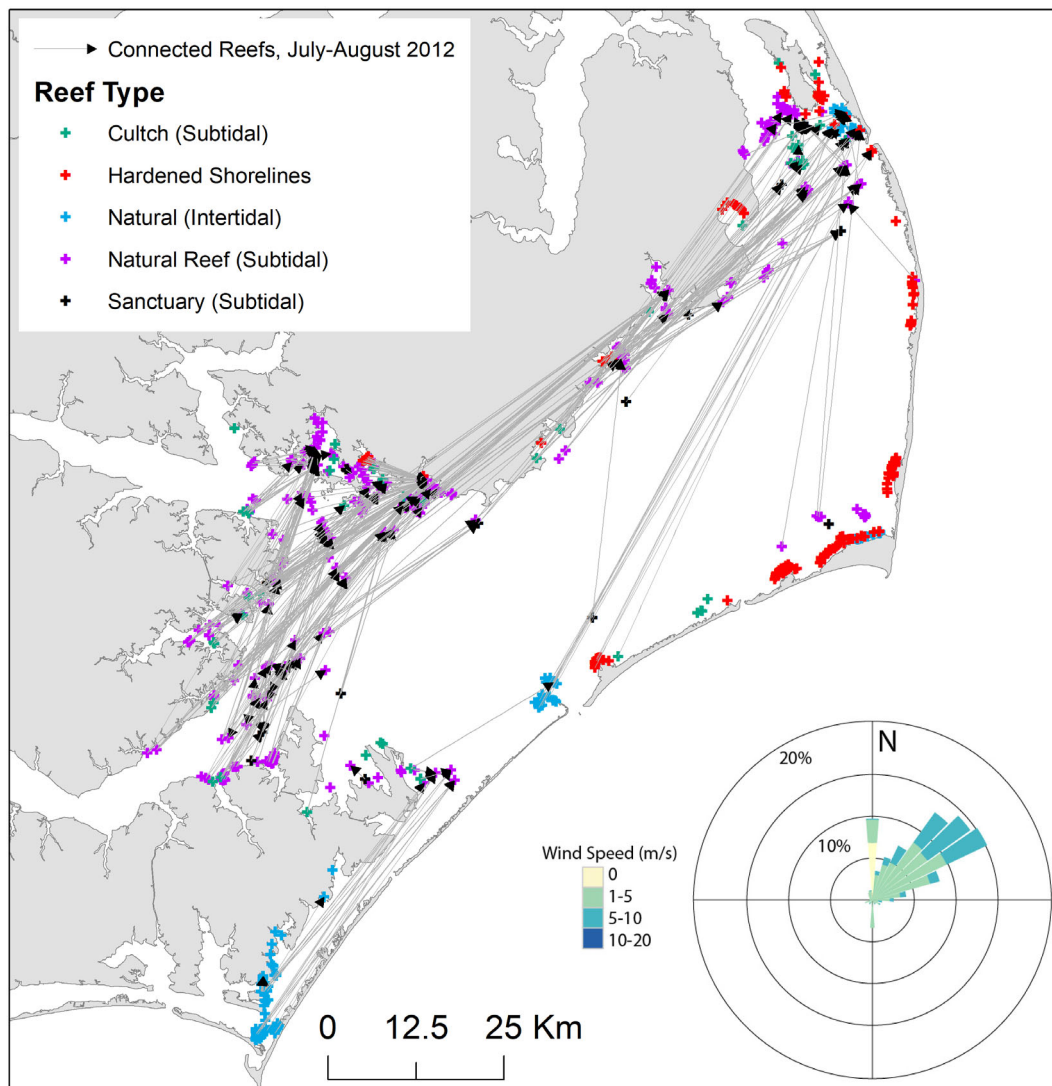 Connected Reefs, July-August 2012
Reef Type
Cultch (Subtidal)
Hardened Shorelines
Natural (Intertidal)
Natural Reef (Subtidal)
Sanctuary (Subtidal)
N
20%
10%
Wind Speed (m/s)
0
1-5
5-10
10-20
0 12.5 25 Km